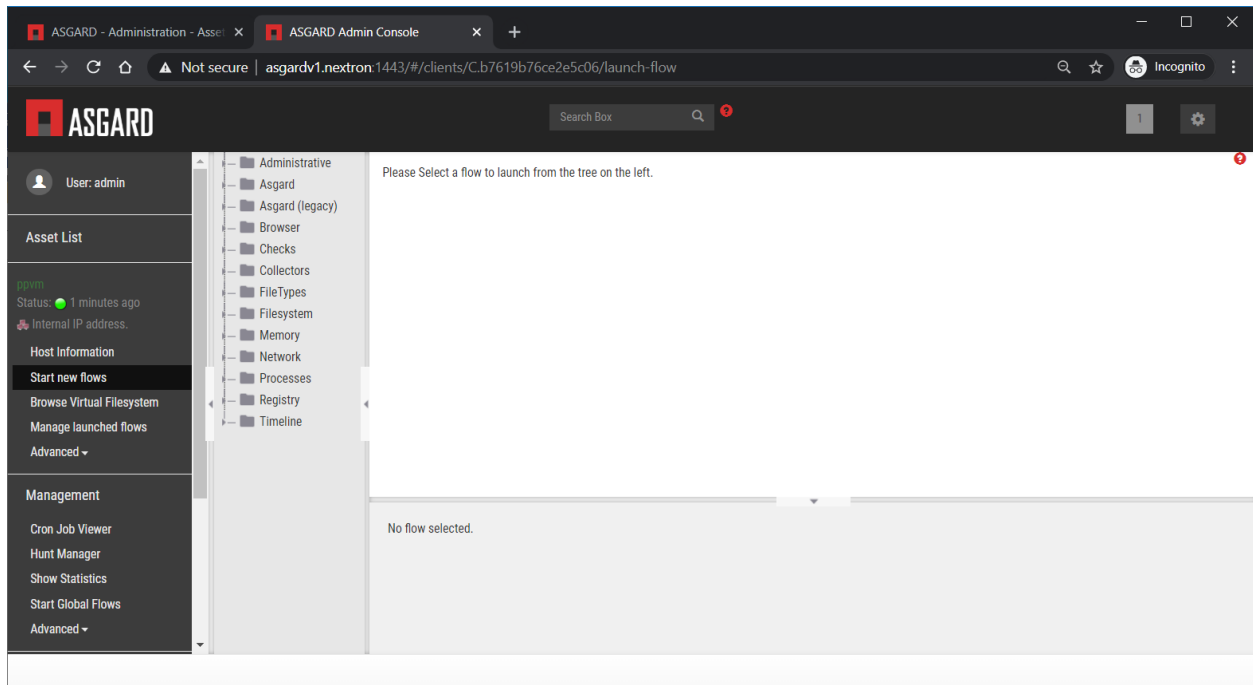 ASGARD - Administration - Asset
ASGARD Admin Console
Not secure | asgardv1.nextron:1443/#/clients/C.b7619b76ce2e5c06/launch-flow
Incognito
ASGARD
Search Box
1
User: admin
Asset List
ppvm
Status: 1 minutes ago
Internal IP address.
Host Information
Start new flows
Browse Virtual Filesystem
Manage launched flows
Advanced
Management
Cron Job Viewer
Hunt Manager
Show Statistics
Start Global Flows
Advanced
Administrative
Asgard
Asgard (legacy)
Browser
Checks
Collectors
FileTypes
Filesystem
Memory
Network
Processes
Registry
Timeline
Please Select a flow to launch from the tree on the left.
No flow selected.